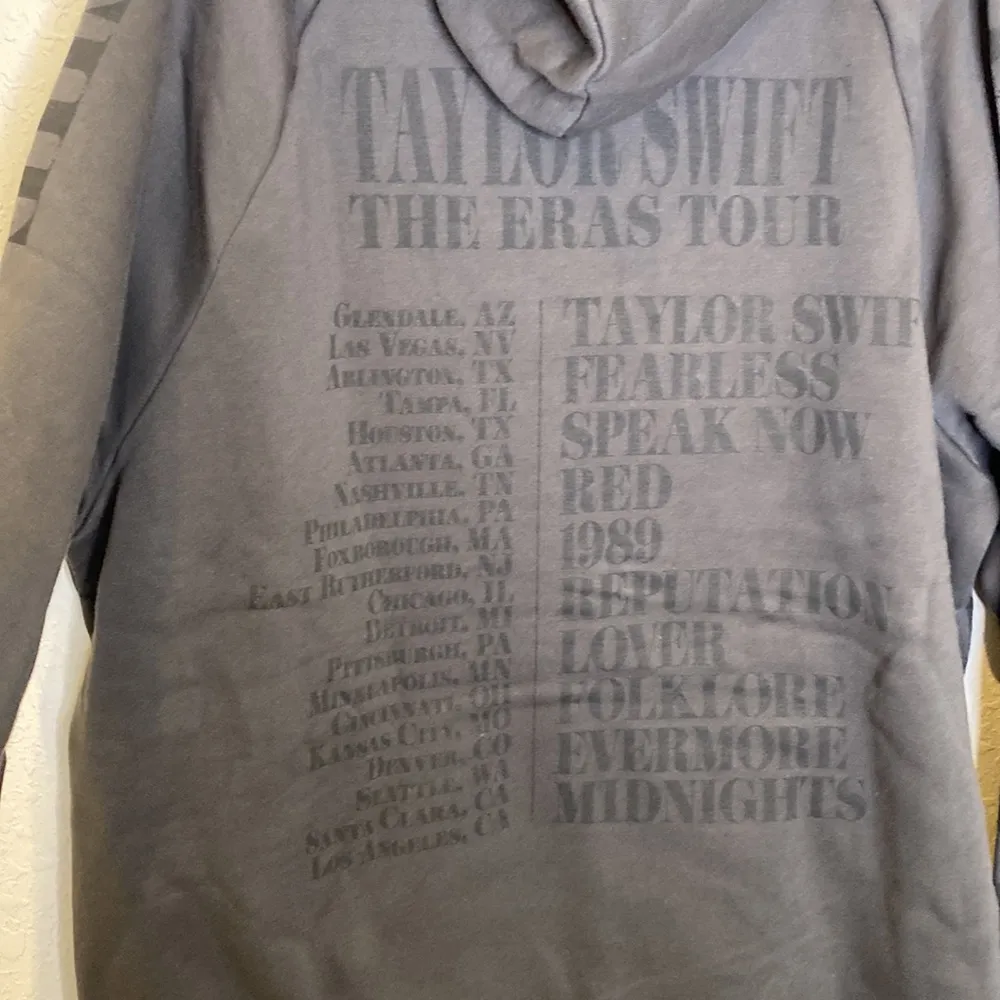 TAYLOR SWIFT
THE ERAS TOUR
GLENDALE, AZ
LAS VEGAS, NV
ARLINGTON, TX
TAMPA, FL
HOUSTON, TX
ATLANTA, GA
NASHVILLE, TN
PHILADELPHIA, PA
FOXBOROUGH, MA
EAST RUTHERFORD, NJ
CHICAGO, IL
DETROIT, MI
PITTSBURGH, PA
MINNEAPOLIS, MN
CINCINNATI, OH
KANSAS CITY, MO
DENVER, CO
SEATTLE, WA
SANTA CLARA, CA
LOS ANGELES, CA
TAYLOR SWIF
FEARLESS
SPEAK NOW
RED
1989
REPUTATION
LOVER
FOLKLORE
EVERMORE
MIDNIGHTS